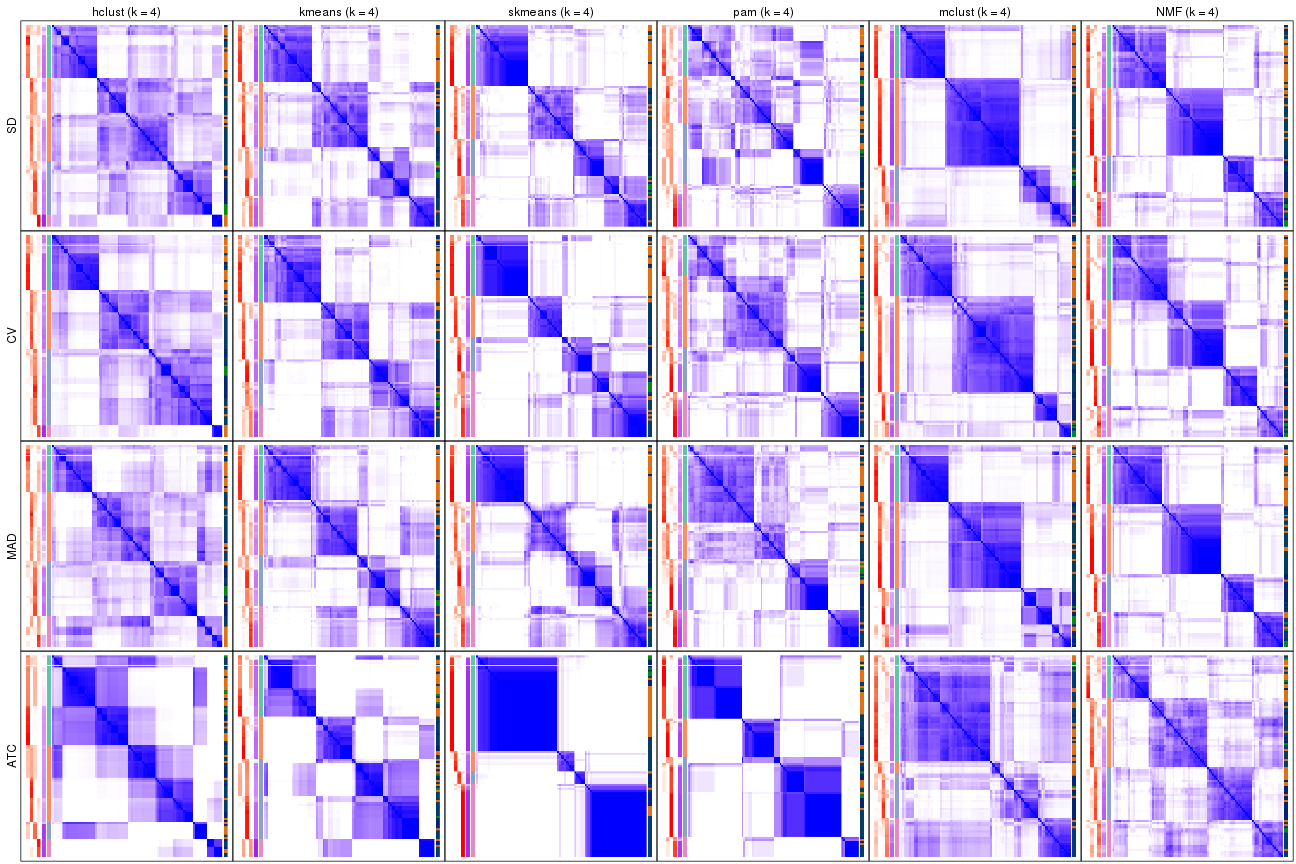 hclust (k = 4) kmeans (k = 4) skmeans (k = 4) pam (k = 4) mclust (k = 4) NMF (k = 4)
SD
CV
MAD
ATC